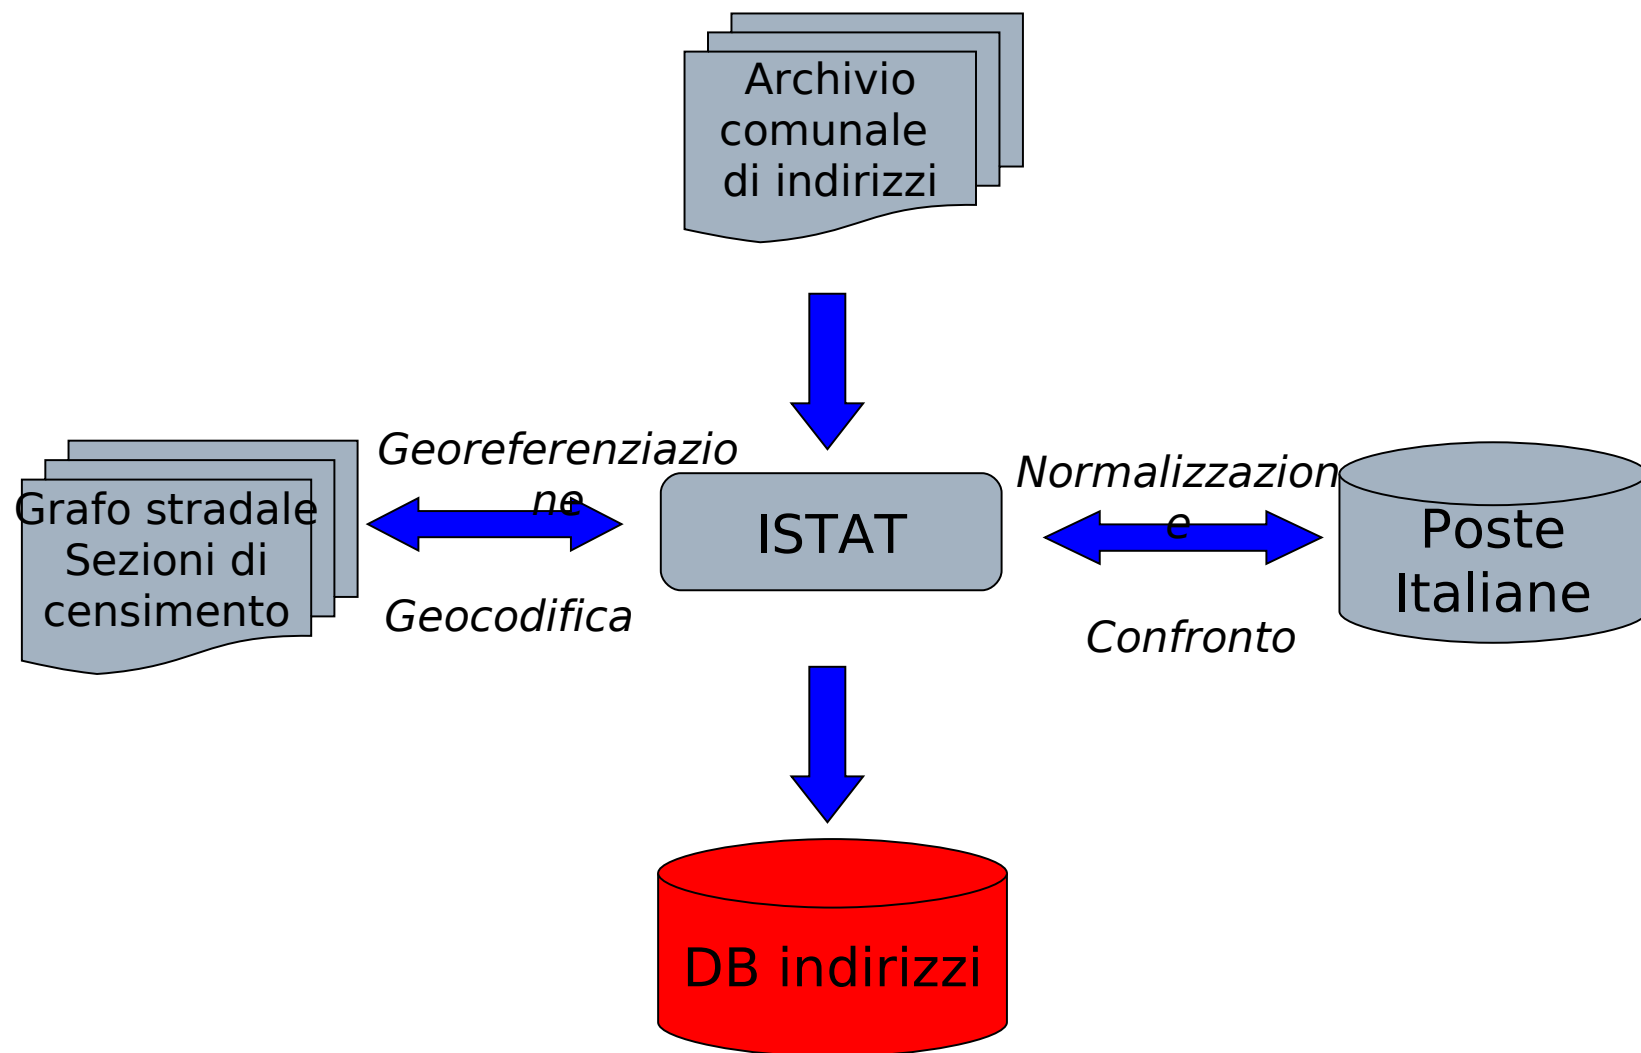 Archivio
comunale
di indirizzi
Georeferenziazio
ne
Grafo stradale
Sezioni di
censimento
Geocodifica
ISTAT
Normalizzazion
e
Confronto
Poste
Italiane
DB indirizzi